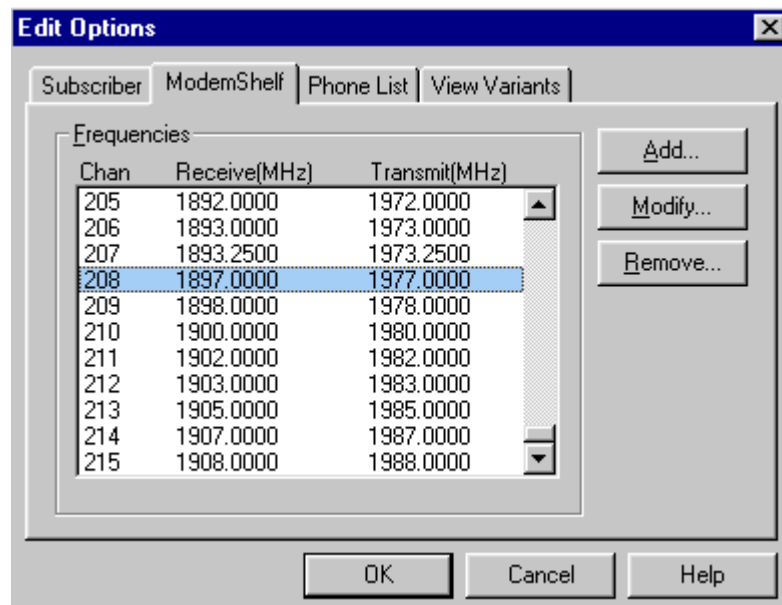 Edit Options
Subscriber ModemShelf Phone List View Variants
Frequencies
Chan Receive(MHz) Transmit(MHz)
205 1892.0000 1972.0000
206 1893.0000 1973.0000
207 1893.2500 1973.2500
208 1897.0000 1977.0000
209 1898.0000 1978.0000
210 1900.0000 1980.0000
211 1902.0000 1982.0000
212 1903.0000 1983.0000
213 1905.0000 1985.0000
214 1907.0000 1987.0000
215 1908.0000 1988.0000
Add...
Modify...
Remove...
OK Cancel Help